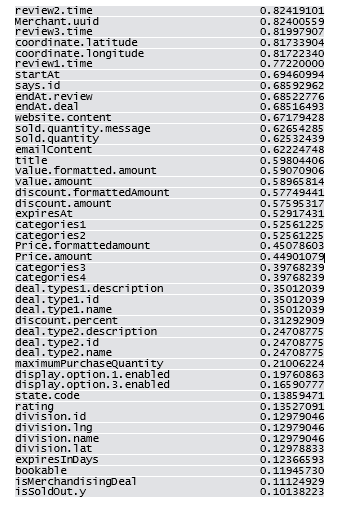 review2.time 0.82419101
Merchant.uuid 0.82400559
review3.time 0.81997907
coordinate.latitude 0.81733904
coordinate.longitude 0.81722340
review1.time 0.77220000
startAt 0.69460994
says.id 0.68592962
endAt.review 0.68522776
endAt.deal 0.68516493
website.content 0.67179428
sold.quantity.message 0.62654285
sold.quantity 0.62532439
emailContent 0.62224748
title 0.59804406
value.formatted.amount 0.59070906
value.amount 0.58965814
discount.formattedAmount 0.57749441
discount.amount 0.57595317
expiresAt 0.52917431
categories1 0.52561225
categories2 0.52561225
Price.formattedamount 0.45078603
Price.amount 0.44901079
categories3 0.39768239
categories4 0.39768239
deal.types1.description 0.35012039
deal.type1.id 0.35012039
deal.type1.name 0.35012039
discount.percent 0.31292909
deal.type2.description 0.24708775
deal.type2.id 0.24708775
deal.type2.name 0.24708775
maximumPurchaseQuantity 0.21006224
display.option.1.enabled 0.19760863
display.option.3.enabled 0.16590777
state.code 0.13859471
rating 0.13527091
division.id 0.12979046
division.lng 0.12979046
division.name 0.12979046
division.lat 0.12978833
expiresInDays 0.12366593
bookable 0.11945730
isMerchandisingDeal 0.11124929
isSoldOut.y 0.10138223